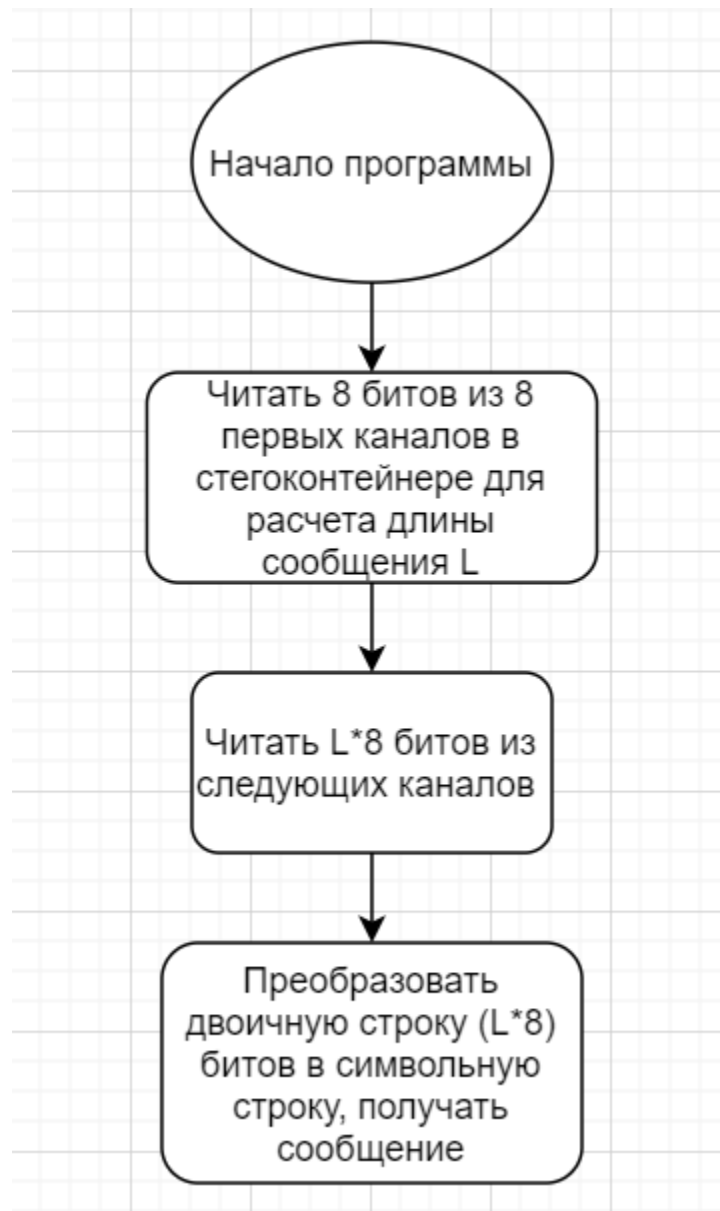 Начало программы
Читать 8 битов из 8
первых каналов в
стегоконтейнере для
расчета длины
сообщения L
Читать L*8 битов из
следующих каналов
Преобразовать
двоичную строку (L*8)
битов в символьную
строку, получать
сообщение